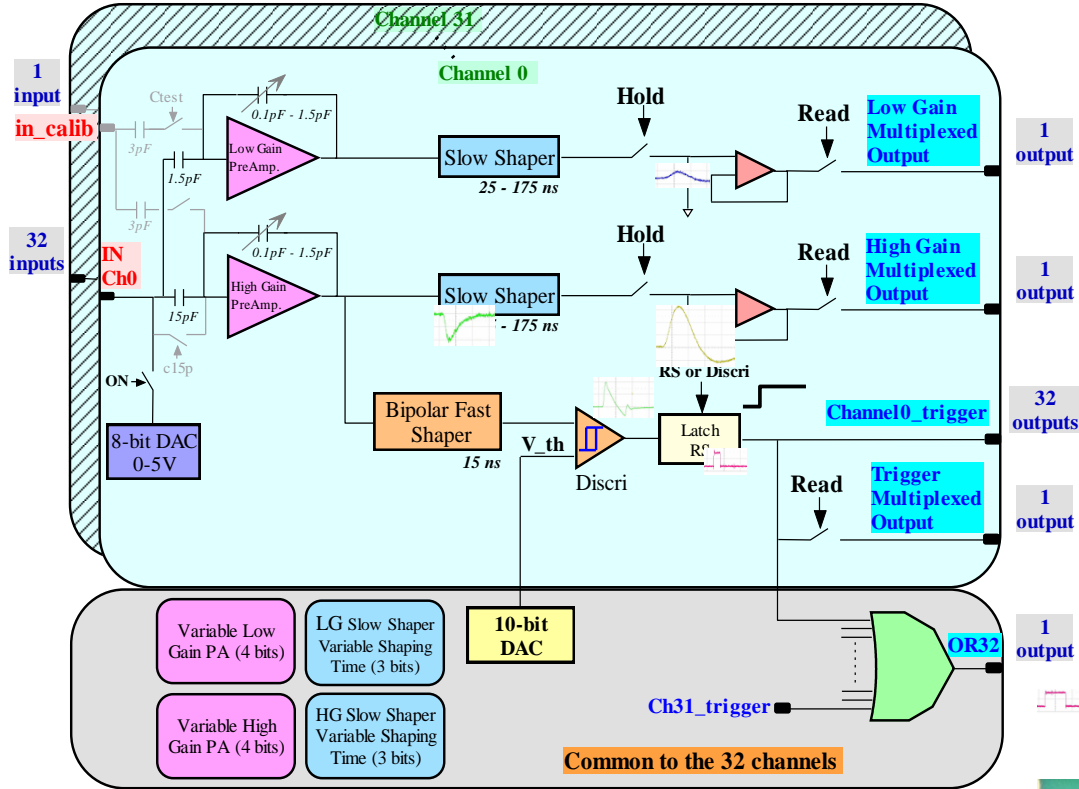 Channel 31
Channel 0
1
input
in_calib
Ctest
3pF
0.1pF - 1.5pF
Low Gain
PreAmp.
1.5pF
Slow Shaper
25 - 175 ns
Hold
Read
Low Gain
Multiplexed
Output
1
output
32
inputs
IN
Ch0
3pF
0.1pF - 1.5pF
High Gain
PreAmp.
15pF
c15p
Slow Shaper
- 175 ns
Hold
Read
High Gain
Multiplexed
Output
1
output
ON
8-bit DAC
0-5V
Bipolar Fast
Shaper
15 ns
V_th
Discri
RS or Discri
Latch
RS
Channel0_trigger
32
outputs
Read
Trigger
Multiplexed
Output
1
output
Variable Low
Gain PA (4 bits)
LG Slow Shaper
Variable Shaping
Time (3 bits)
10-bit
DAC
OR32
1
output
Variable High
Gain PA (4 bits)
HG Slow Shaper
Variable Shaping
Time (3 bits)
Ch31_trigger
Common to the 32 channels